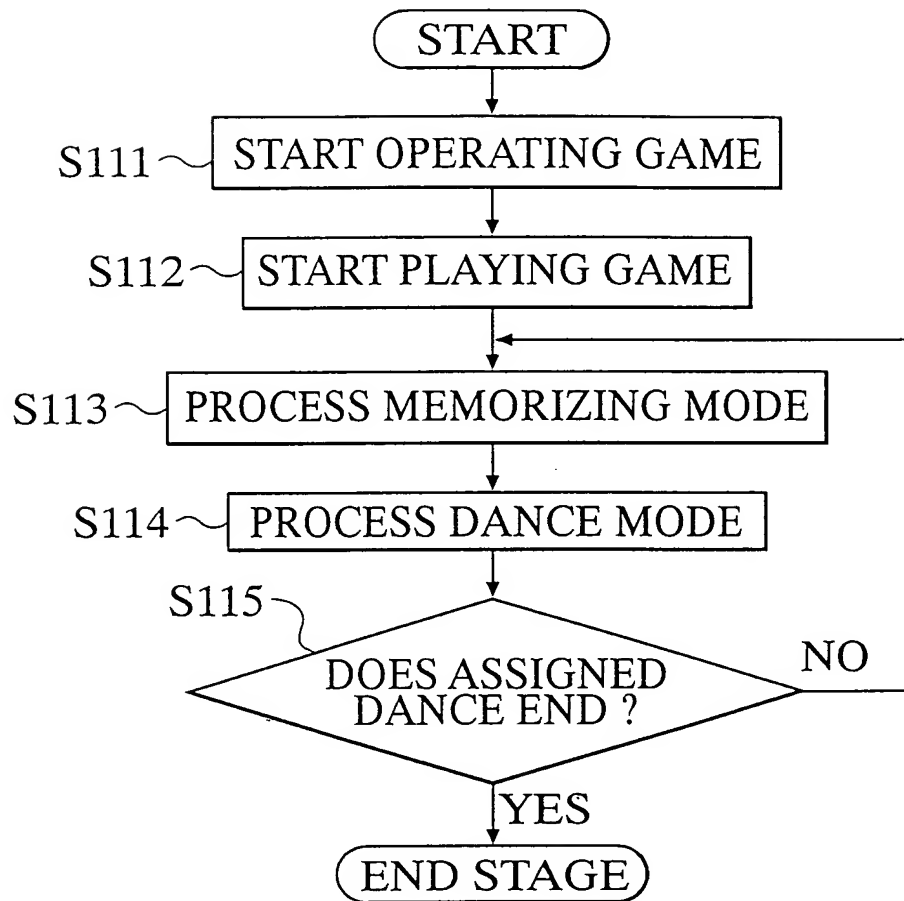 START
S111
START OPERATING GAME
S112
START PLAYING GAME
S113
PROCESS MEMORIZING MODE
S114
PROCESS DANCE MODE
S115
DOES ASSIGNED
DANCE END ?
NO
YES
END STAGE